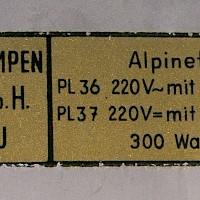 MPEN
.H.
J
Alpinet
PL36 220V~mit
PL37 220V=mit
300 Wa